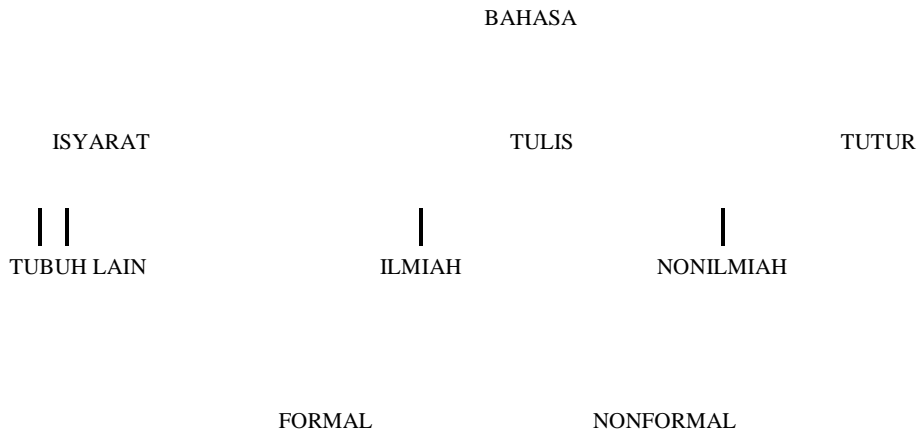 BAHASA
ISYARAT TULIS TUTUR
TUBUH LAIN ILMIAH NONILMIAH
FORMAL NONFORMAL